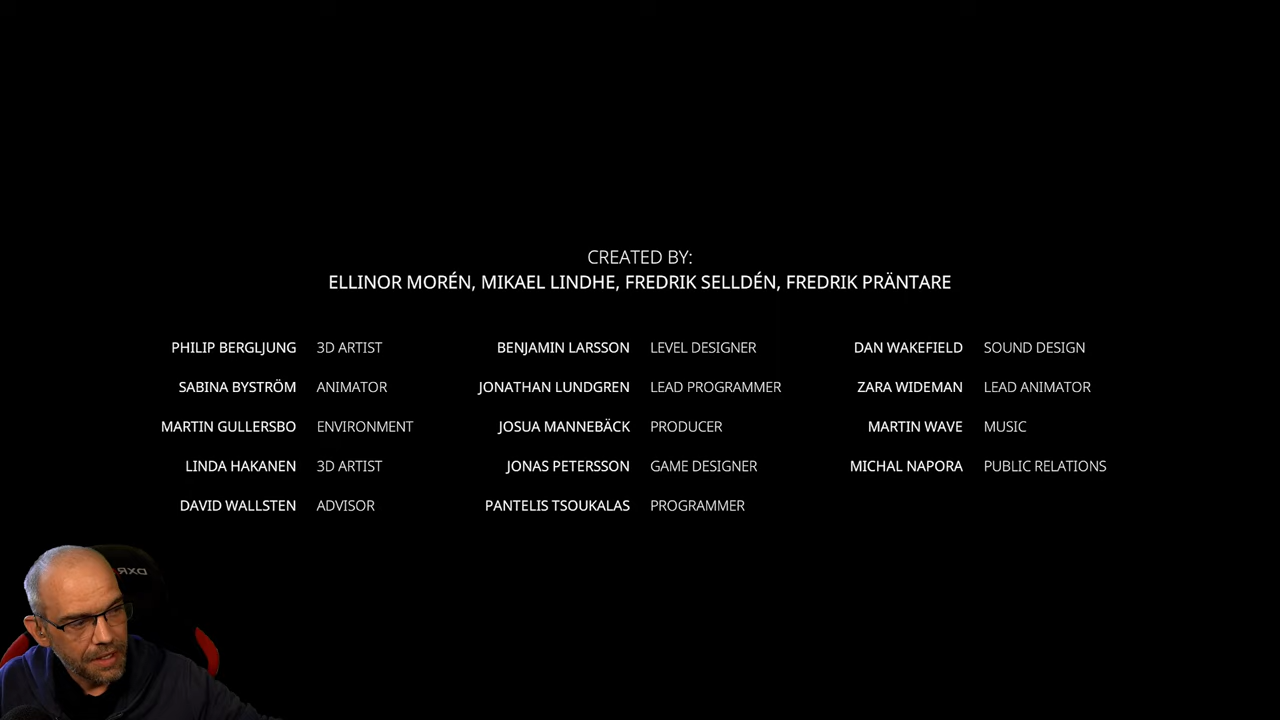 CREATED BY:
ELLINOR MORÉN, MIKAEL LINDHE, FREDRIK SELLDÉN, FREDRIK PRÄNTARE
PHILIP BERGLJUNG 3D ARTIST
SABINA BYSTRÖM ANIMATOR
MARTIN GULLERSBO ENVIRONMENT
LINDA HAKANEN 3D ARTIST
DAVID WALLSTEN ADVISOR
BENJAMIN LARSSON LEVEL DESIGNER
JONATHAN LUNDGREN LEAD PROGRAMMER
JOSUA MANNEBÄCK PRODUCER
JONAS PETERSSON GAME DESIGNER
PANTELIS TSOUKALAS PROGRAMMER
DAN WAKEFIELD SOUND DESIGN
ZARA WIDEMAN LEAD ANIMATOR
MARTIN WAVE MUSIC
MICHAL NAPORA PUBLIC RELATIONS
DXR